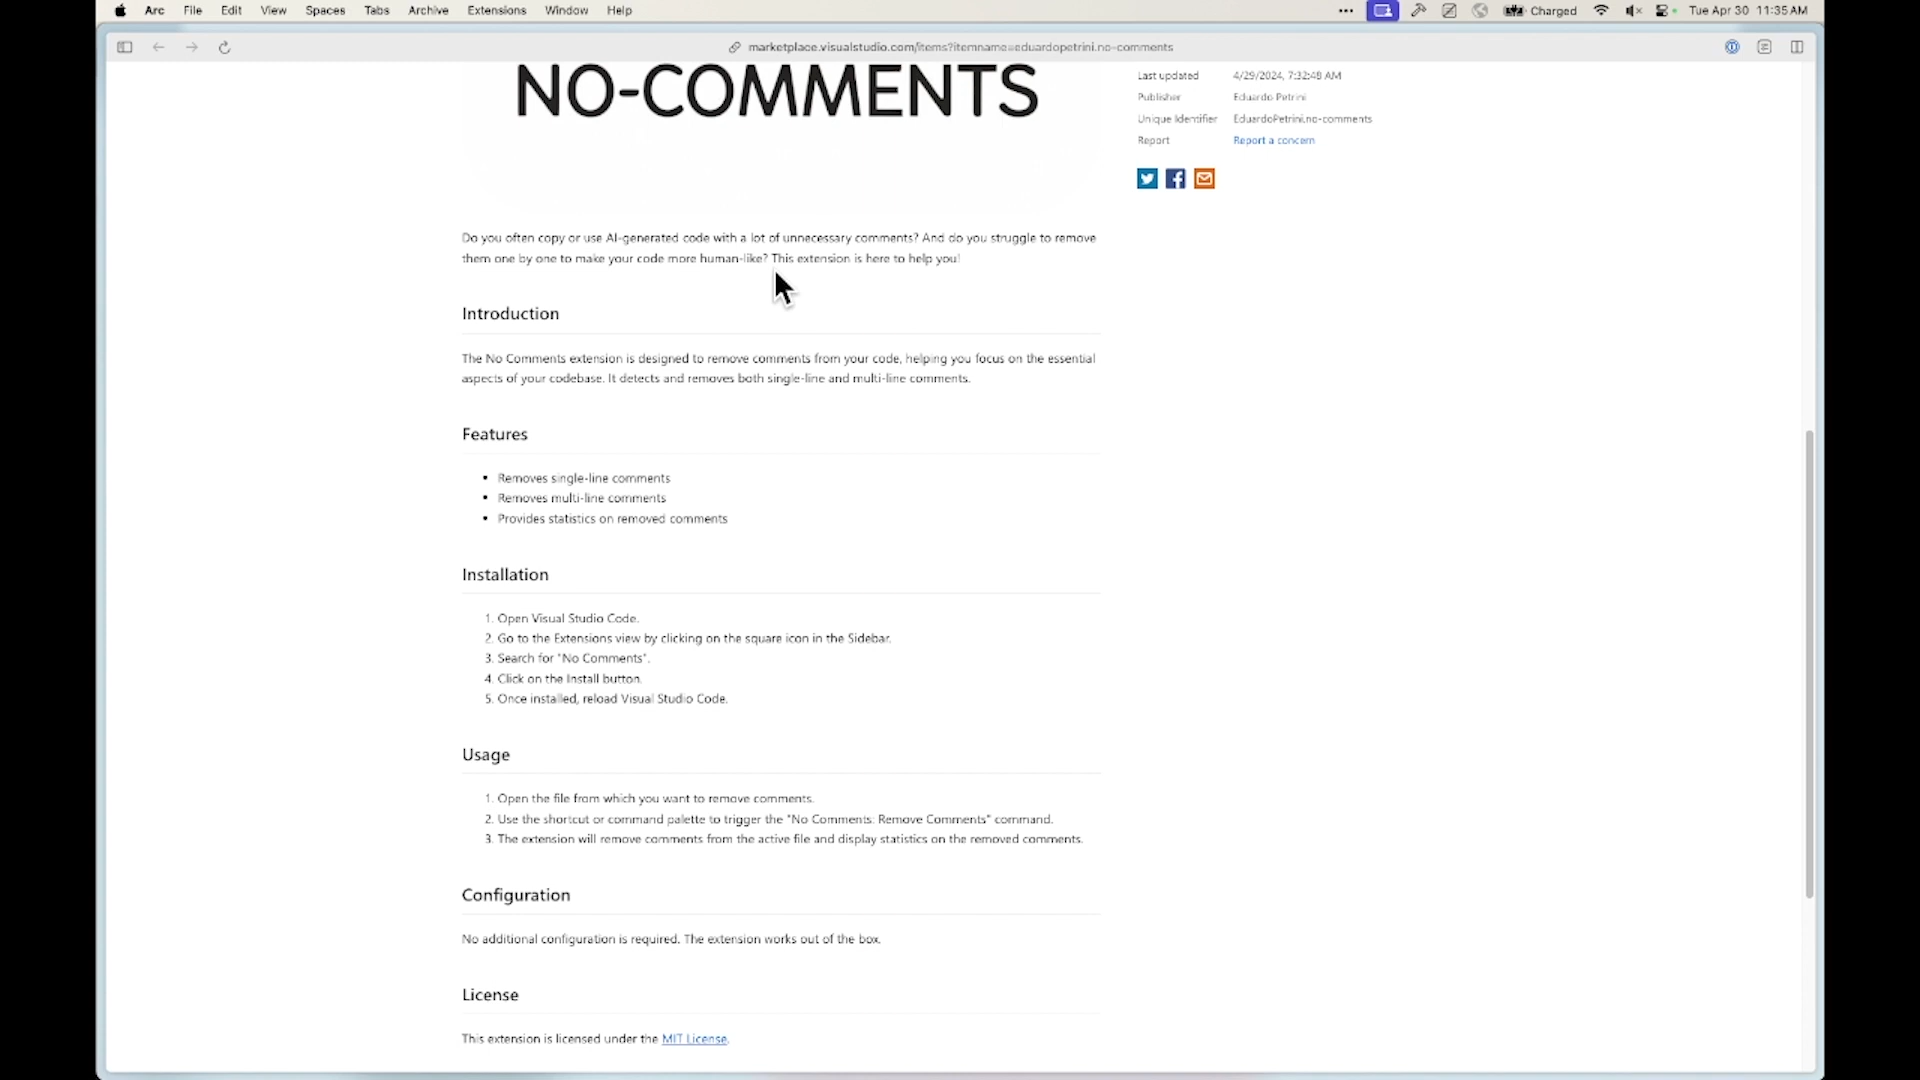 Arc File Edit View Spaces Tabs Archive Extensions Window Help
Charged Tue Apr 30 11:35 AM
marketplace.visualstudio.com/items?itemname=eduardopetrini.no-comments
NO-COMMENTS
Last updated 4/29/2024, 7:32:48 AM
Publisher Eduardo Petrini
Unique Identifier EduardoPetrini.no-comments
Report Report a concern
Do you often copy or use AI-generated code with a lot of unnecessary comments? And do you struggle to remove
them one by one to make your code more human-like? This extension is here to help you!
Introduction
The No Comments extension is designed to remove comments from your code, helping you focus on the essential
aspects of your codebase. It detects and removes both single-line and multi-line comments.
Features
• Removes single-line comments
• Removes multi-line comments
• Provides statistics on removed comments
Installation
1. Open Visual Studio Code.
2. Go to the Extensions view by clicking on the square icon in the Sidebar.
3. Search for "No Comments".
4. Click on the Install button.
5. Once installed, reload Visual Studio Code.
Usage
1. Open the file from which you want to remove comments.
2. Use the shortcut or command palette to trigger the "No Comments: Remove Comments" command.
3. The extension will remove comments from the active file and display statistics on the removed comments.
Configuration
No additional configuration is required. The extension works out of the box.
License
This extension is licensed under the MIT License.